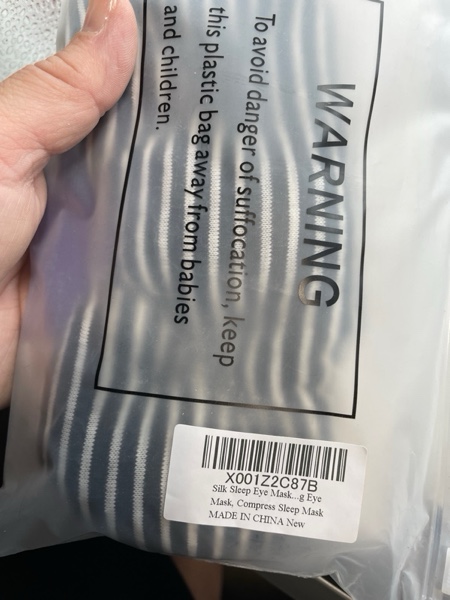 WARNING
To avoid danger of suffocation, keep
this plastic bag away from babies
and children.
X001Z2C87B
Silk Sleep Eye Mask...g Eye
Mask, Compress Sleep Mask
MADE IN CHINA New